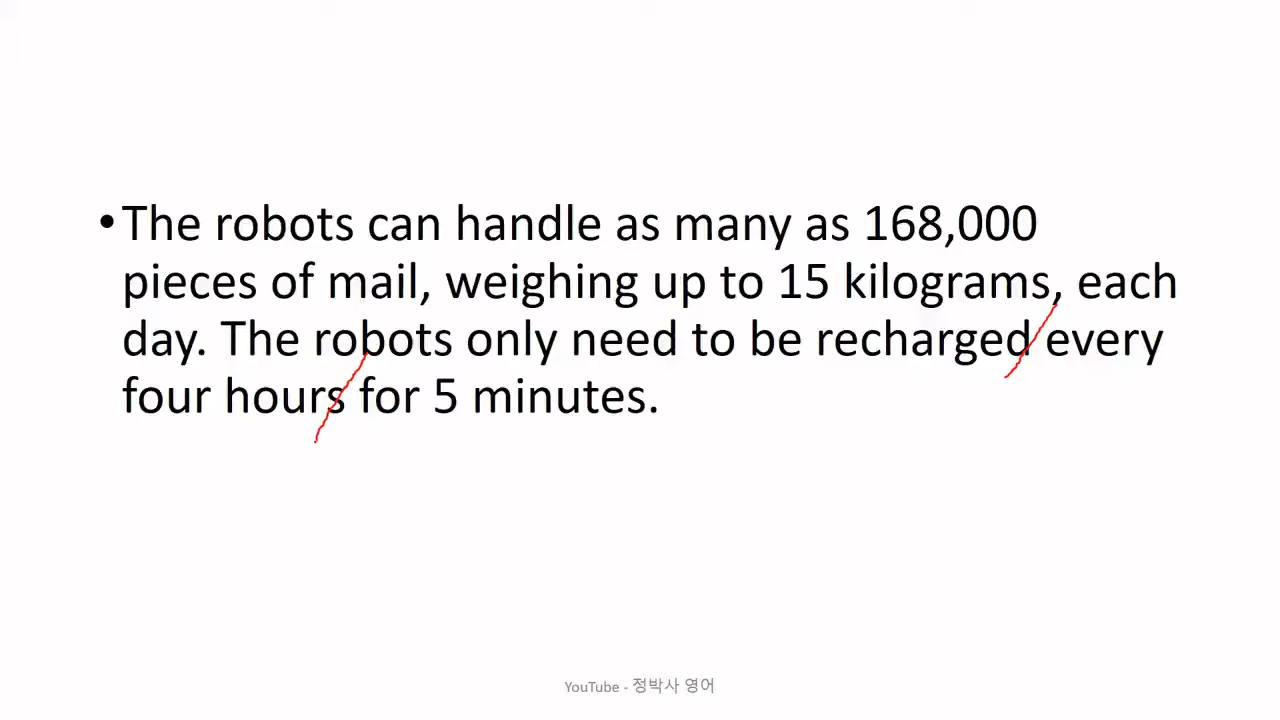 •The robots can handle as many as 168,000
pieces of mail, weighing up to 15 kilograms, each
day. The robots only need to be recharged every
four hours for 5 minutes.
YouTube - 정박사 영어